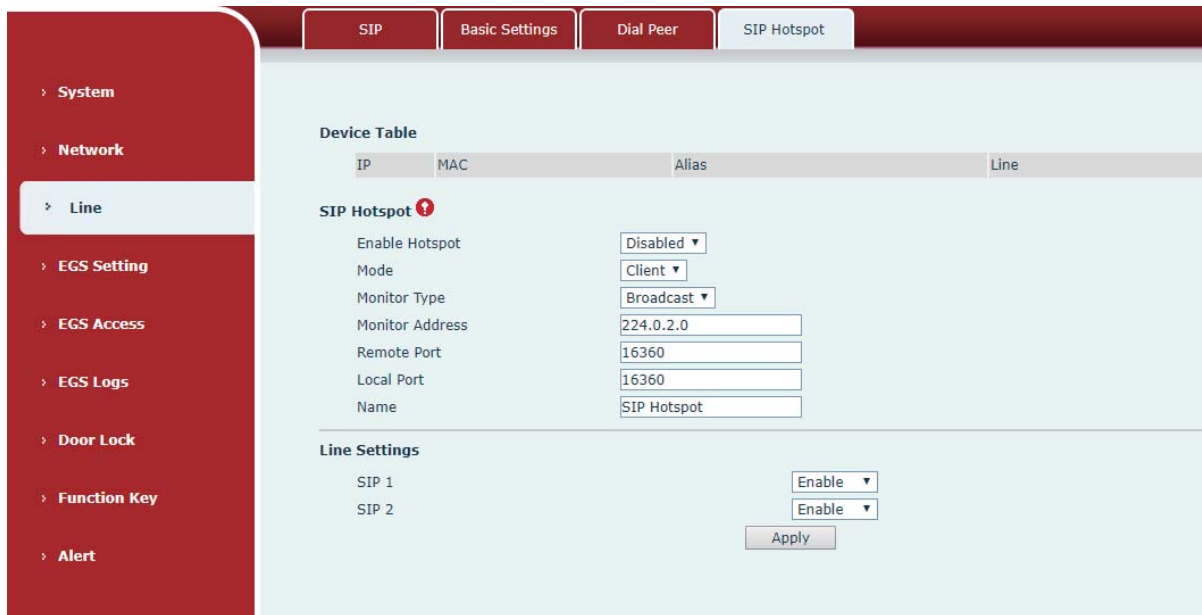 SIP
Basic Settings
Dial Peer
SIP Hotspot
System
Network
Line
EGS Setting
EGS Access
EGS Logs
Door Lock
Function Key
Alert
Device Table
IP MAC Alias Line
SIP Hotspot
Enable Hotspot Disabled
Mode Client
Monitor Type Broadcast
Monitor Address 224.0.2.0
Remote Port 16360
Local Port 16360
Name SIP Hotspot
Line Settings
SIP 1 Enable
SIP 2 Enable
Apply